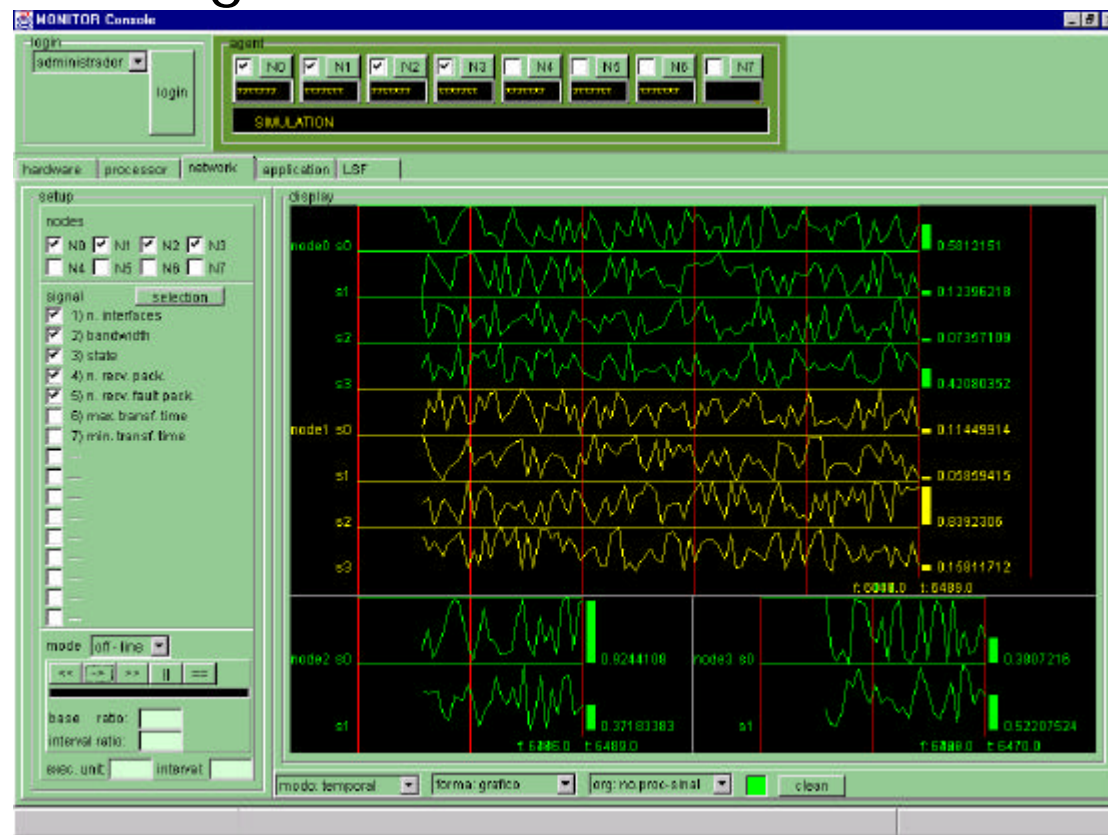 MONITOR Console
login
administrador
login
agent
N0 N1 N2 N3 N4 N5 N6 N7
SIMULATION
hardware processor network application LSF
setup
nodes
N0 N1 N2 N3
N4 N5 N6 N7
signal selection
1) n. interfaces
2) bandwidth
3) state
4) n. recv. pack.
5) n. recv. fault pack.
6) max. transf. time
7) min. transf. time
mode off-line
<< -> >> || ==
base ratio:
interval ratio:
exec. unit: interval:
display
node0 s0 0.5812151
s1 0.12396218
s2 0.07397109
s3 0.42080352
node1 s0 0.11449914
s1 0.05859415
s2 0.8392306
s3 0.15811712
t:6489.0
node2 s0 0.9244109
s1 0.37183383
t:6489.0
node3 s0 0.3807216
s1 0.52207524
t:6470.0
modo: temporal forma: grafico org: no.proc-sinal clean